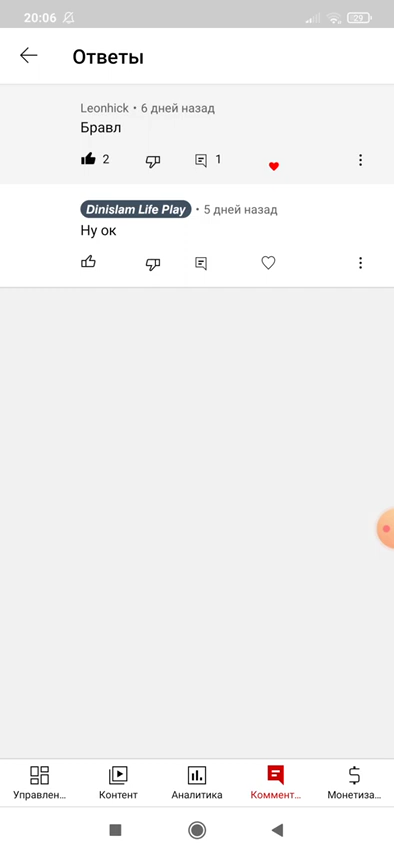 20:06 29
Ответы
Leonhick • 6 дней назад
Бравл
2 1
Dinislam Life Play • 5 дней назад
Ну ок
Управлен... Контент Аналитика Коммент... Монетиза...